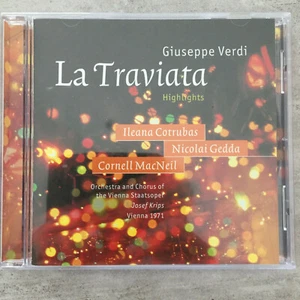 Giuseppe Verdi
La Traviata
Highlights
Ileana Cotrubas
Nicolai Gedda
Cornell MacNeil
Orchestra and Chorus of
the Vienna Staatsoper
Josef Krips
Vienna 1971